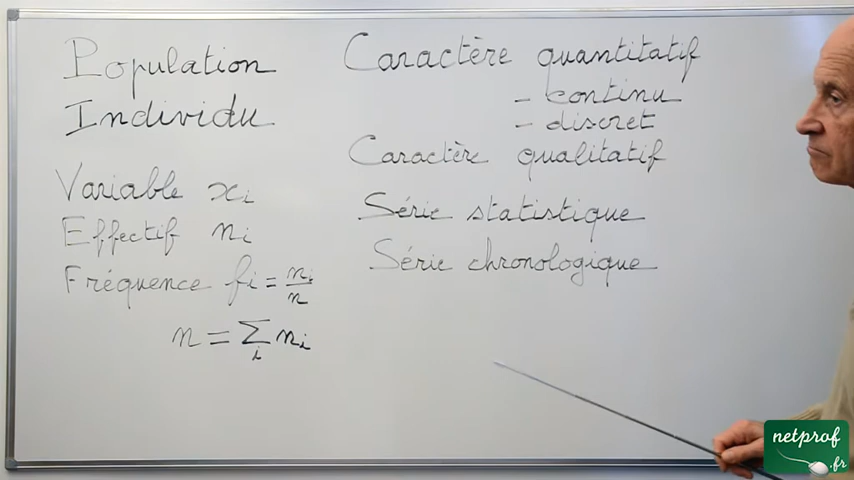 Population
Individu
Variable xi
Effectif ni
Fréquence fi = ni/n
n = ∑i ni
Caractère quantitatif
- continu
- discret
Caractère qualitatif
Série statistique
Série chronologique
netprof
.fr